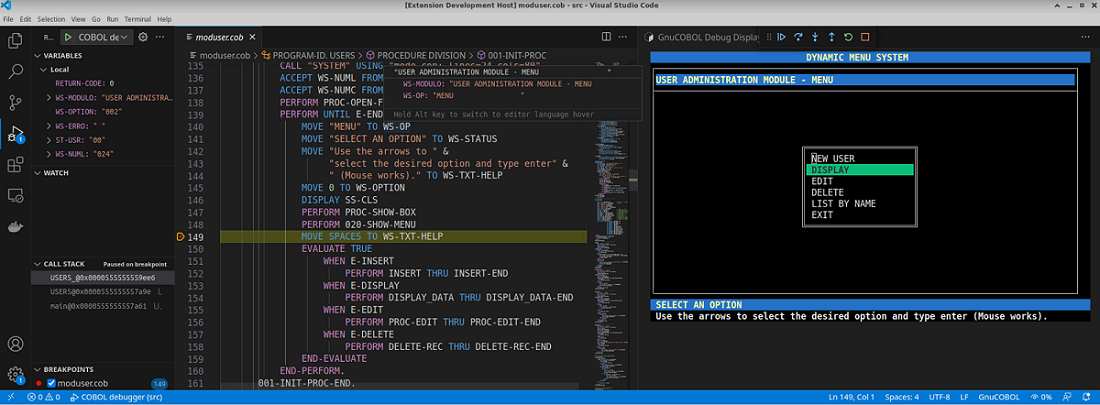 [Extension Development Host] moduser.cob - src - Visual Studio Code
File Edit Selection View Go Run Terminal Help
R... COBOL de ...
VARIABLES
Local
RETURN-CODE: 0
WS-MODULO: "USER ADMINISTRA...
WS-OPTION: "002"
WS-ERRO: " "
ST-USR: "00"
WS-NUML: "024"
WATCH
CALL STACK Paused on breakpoint
USERS_@0x0000555555559ee6
USERS@0x0000555555557a9e U.
main@0x0000555555557a61 U.
BREAKPOINTS
moduser.cob 149
moduser.cob
moduser.cob > PROGRAM-ID. USERS > PROCEDURE DIVISION > 001-INIT-PROC
135 CALL "SYSTEM" USING
136 ACCEPT WS-NUML FROM
137 ACCEPT WS-NUMC FROM
138 PERFORM PROC-OPEN-F
139 PERFORM UNTIL E-END
140 MOVE "MENU" TO WS-OP
141 MOVE "SELECT AN OPTION" TO WS-STATUS
142 MOVE "Use the arrows to " &
143 "select the desired option and type enter" &
144 " (Mouse works)." TO WS-TXT-HELP
145 MOVE 0 TO WS-OPTION
146 DISPLAY SS-CLS
147 PERFORM PROC-SHOW-BOX
148 PERFORM 020-SHOW-MENU
149 MOVE SPACES TO WS-TXT-HELP
150 EVALUATE TRUE
151 WHEN E-INSERT
152 PERFORM INSERT THRU INSERT-END
153 WHEN E-DISPLAY
154 PERFORM DISPLAY_DATA THRU DISPLAY_DATA-END
155 WHEN E-EDIT
156 PERFORM PROC-EDIT THRU PROC-EDIT-END
157 WHEN E-DELETE
158 PERFORM DELETE-REC THRU DELETE-REC-END
159 END-EVALUATE
160 END-PERFORM.
161 001-INIT-PROC-END.
"USER ADMINISTRATION MODULE - MENU "
WS-MODULO: "USER ADMINISTRATION MODULE - MENU
WS-OP: "MENU "
Hold Alt key to switch to editor language hover
GnuCOBOL Debug Display
DYNAMIC MENU SYSTEM
USER ADMINISTRATION MODULE - MENU
NEW USER
DISPLAY
EDIT
DELETE
LIST BY NAME
EXIT
SELECT AN OPTION
Use the arrows to select the desired option and type enter (Mouse works).
0 0 COBOL debugger (src) Ln 149, Col 1 Spaces: 4 UTF-8 LF GnuCOBOL 0%